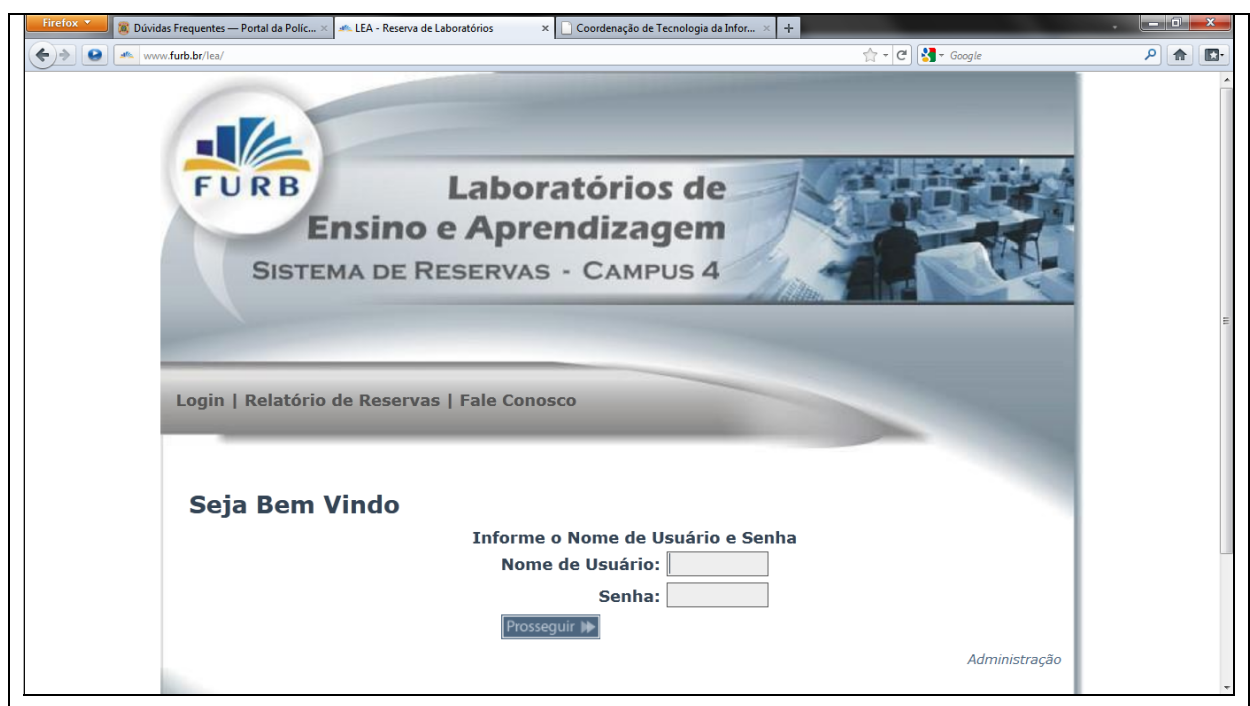 Firefox
Dúvidas Frequentes — Portal da Políc...
LEA - Reserva de Laboratórios
Coordenação de Tecnologia da Infor...
www.furb.br/lea/
Google
FURB
Laboratórios de
Ensino e Aprendizagem
SISTEMA DE RESERVAS - CAMPUS 4
Login | Relatório de Reservas | Fale Conosco
Seja Bem Vindo
Informe o Nome de Usuário e Senha
Nome de Usuário:
Senha:
Prosseguir
Administração